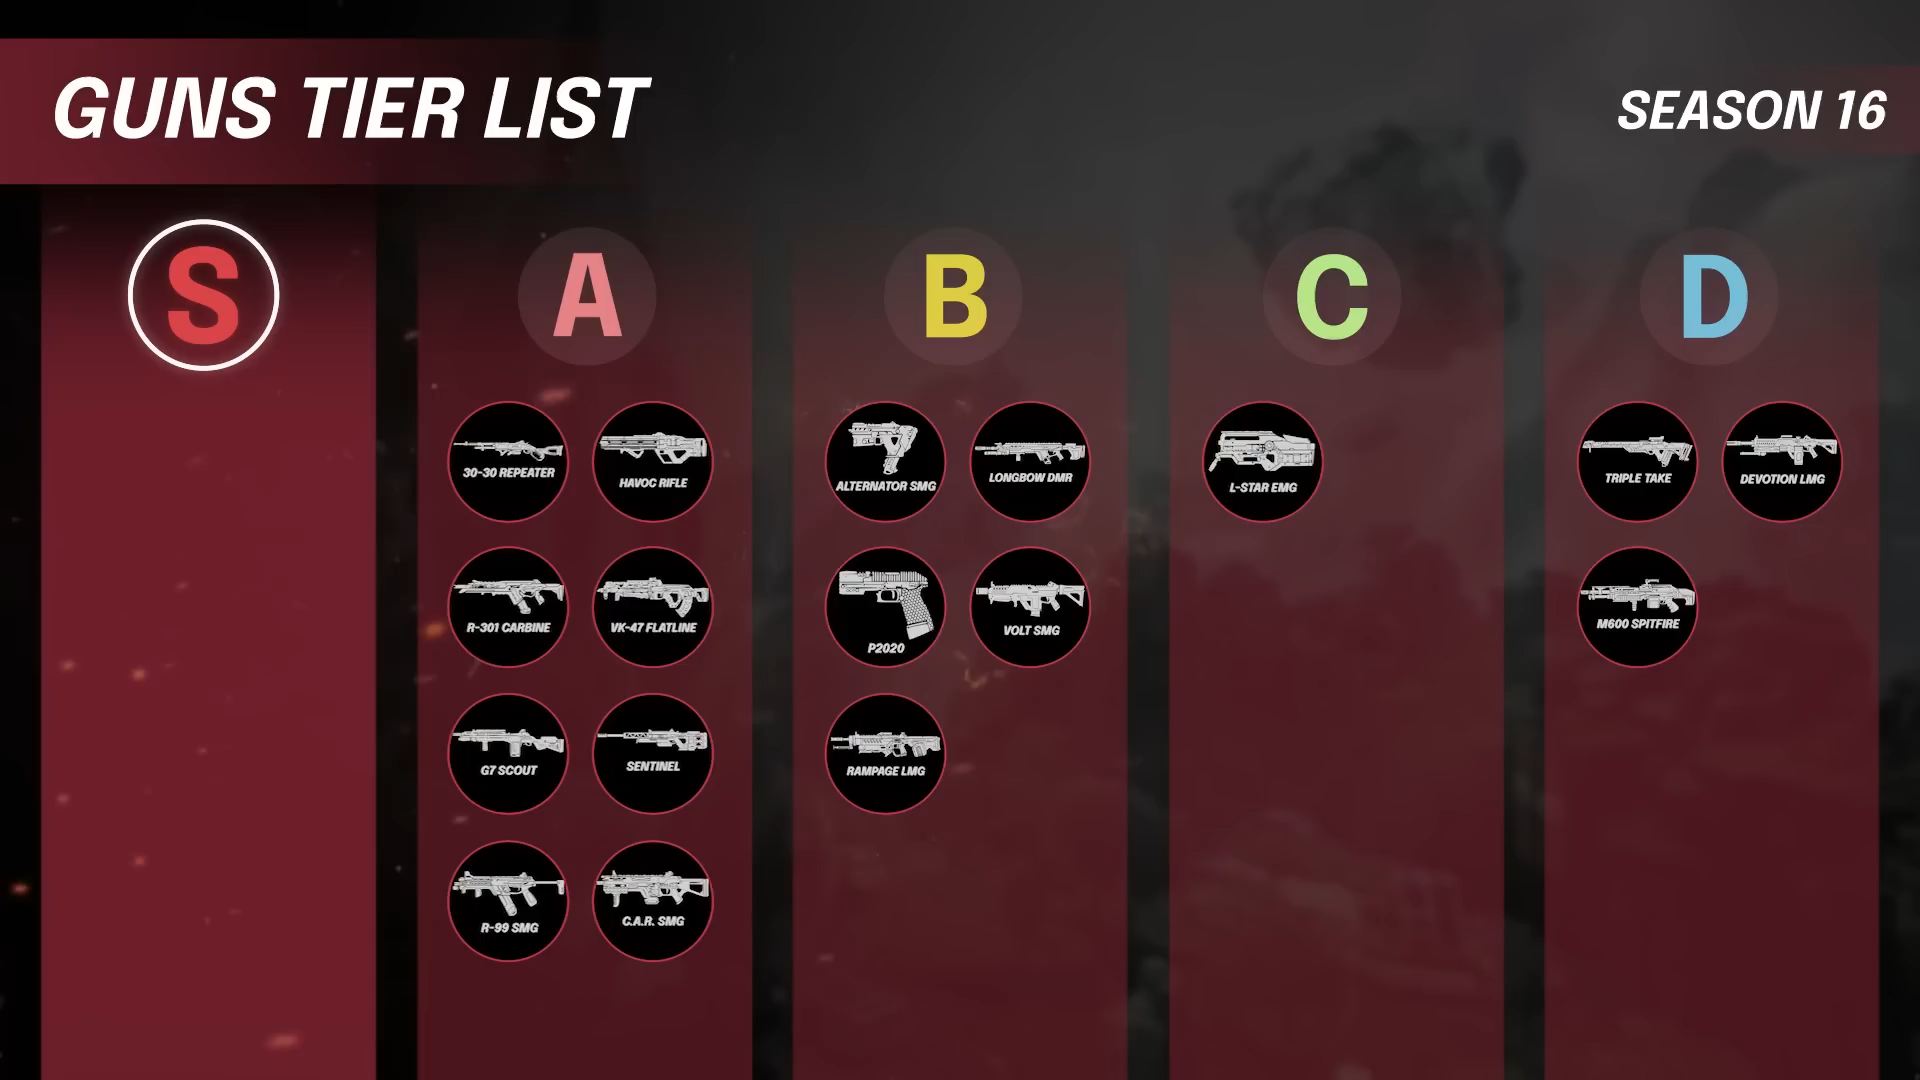 GUNS TIER LIST
SEASON 16
S
A
B
C
D
30-30 REPEATER
HAVOC RIFLE
R-301 CARBINE
VK-47 FLATLINE
G7 SCOUT
SENTINEL
R-99 SMG
C.A.R. SMG
ALTERNATOR SMG
LONGBOW DMR
P2020
VOLT SMG
RAMPAGE LMG
L-STAR EMG
TRIPLE TAKE
DEVOTION LMG
M600 SPITFIRE